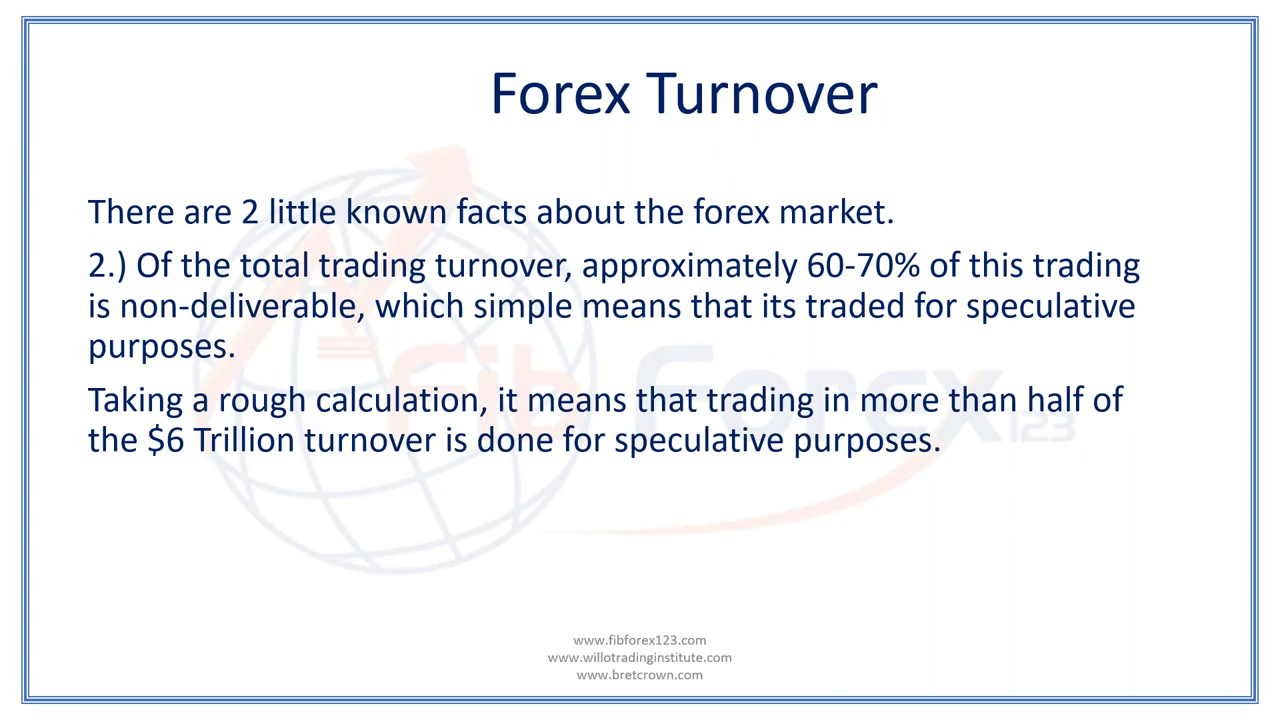 Forex Turnover
There are 2 little known facts about the forex market.
2.) Of the total trading turnover, approximately 60-70% of this trading
is non-deliverable, which simple means that its traded for speculative
purposes.
Taking a rough calculation, it means that trading in more than half of
the $6 Trillion turnover is done for speculative purposes.
Fib Forex123
www.fibforex123.com
www.willotradinginstitute.com
www.bretcrown.com